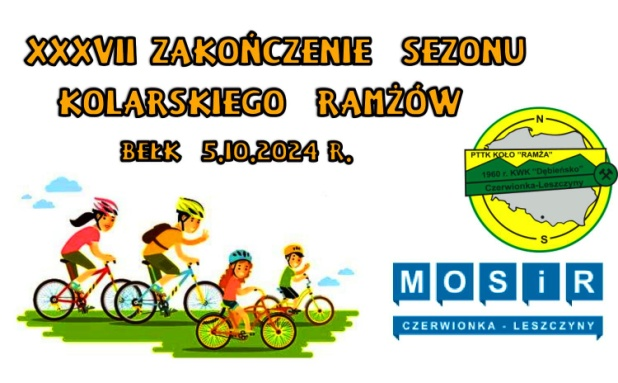 XXXVII ZAKOŃCZENIE SEZONU
KOLARSKIEGO RAMŻÓW
BEŁK 5.10.2024 R.
N
PTTK KOŁO "RAMŻA"
1960 r. KWK "Dębieńsko"
Czerwionka-Leszczyny
S
MOSiR
CZERWIONKA - LESZCZYNY